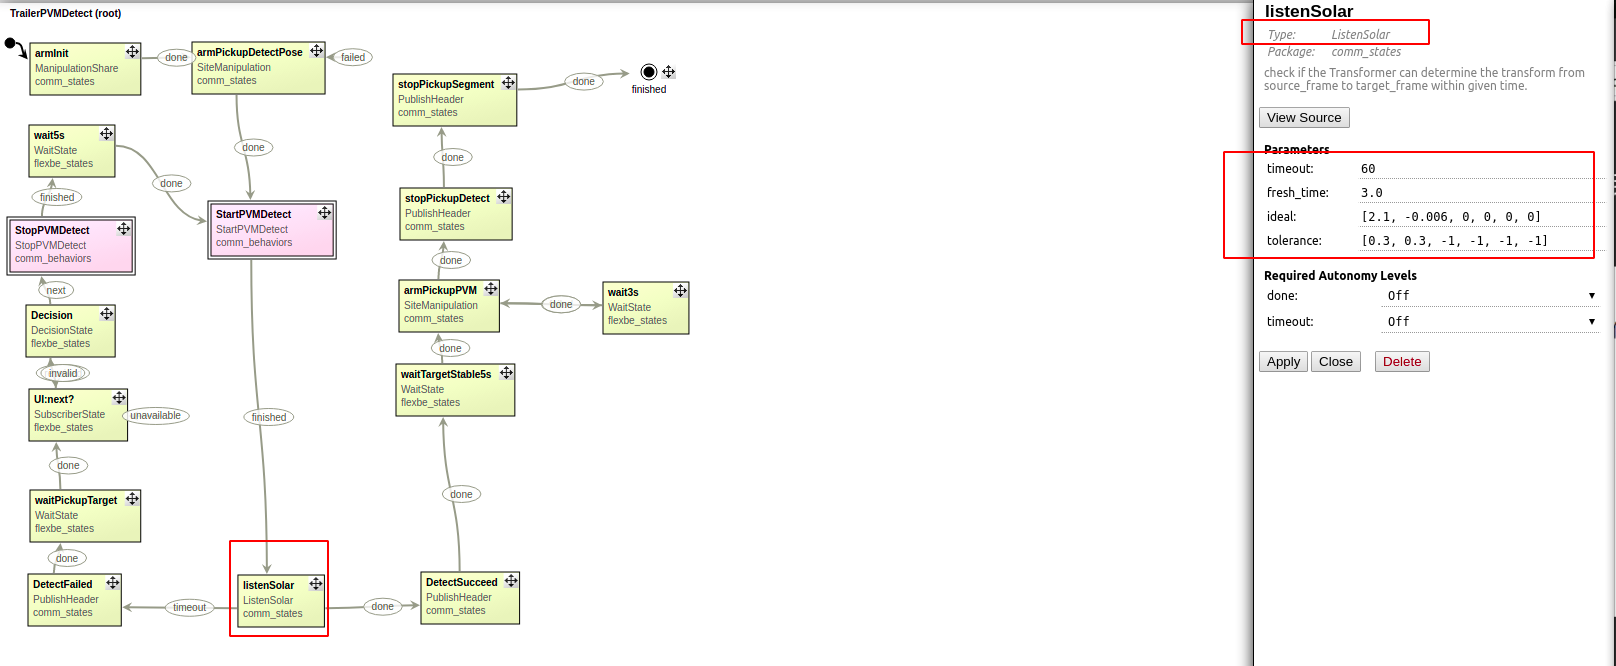 TrailerPVMDetect (root)
armInit
ManipulationShare
comm_states
done
armPickupDetectPose
SiteManipulation
comm_states
failed
done
wait5s
WaitState
flexbe_states
done
finished
StopPVMDetect
StopPVMDetect
comm_behaviors
StartPVMDetect
StartPVMDetect
comm_behaviors
next
Decision
DecisionState
flexbe_states
invalid
UI:next?
SubscriberState
flexbe_states
unavailable
finished
done
waitPickupTarget
WaitState
flexbe_states
done
DetectFailed
PublishHeader
comm_states
timeout
listenSolar
ListenSolar
comm_states
done
DetectSucceed
PublishHeader
comm_states
done
waitTargetStable5s
WaitState
flexbe_states
done
armPickupPVM
SiteManipulation
comm_states
done
wait3s
WaitState
flexbe_states
done
stopPickupDetect
PublishHeader
comm_states
done
stopPickupSegment
PublishHeader
comm_states
done
finished
listenSolar
Type: ListenSolar
Package: comm_states
check if the Transformer can determine the transform from
source_frame to target_frame within given time.
View Source
Parameters
timeout: 60
fresh_time: 3.0
ideal: [2.1, -0.006, 0, 0, 0, 0]
tolerance: [0.3, 0.3, -1, -1, -1, -1]
Required Autonomy Levels
done: Off
timeout: Off
Apply Close Delete